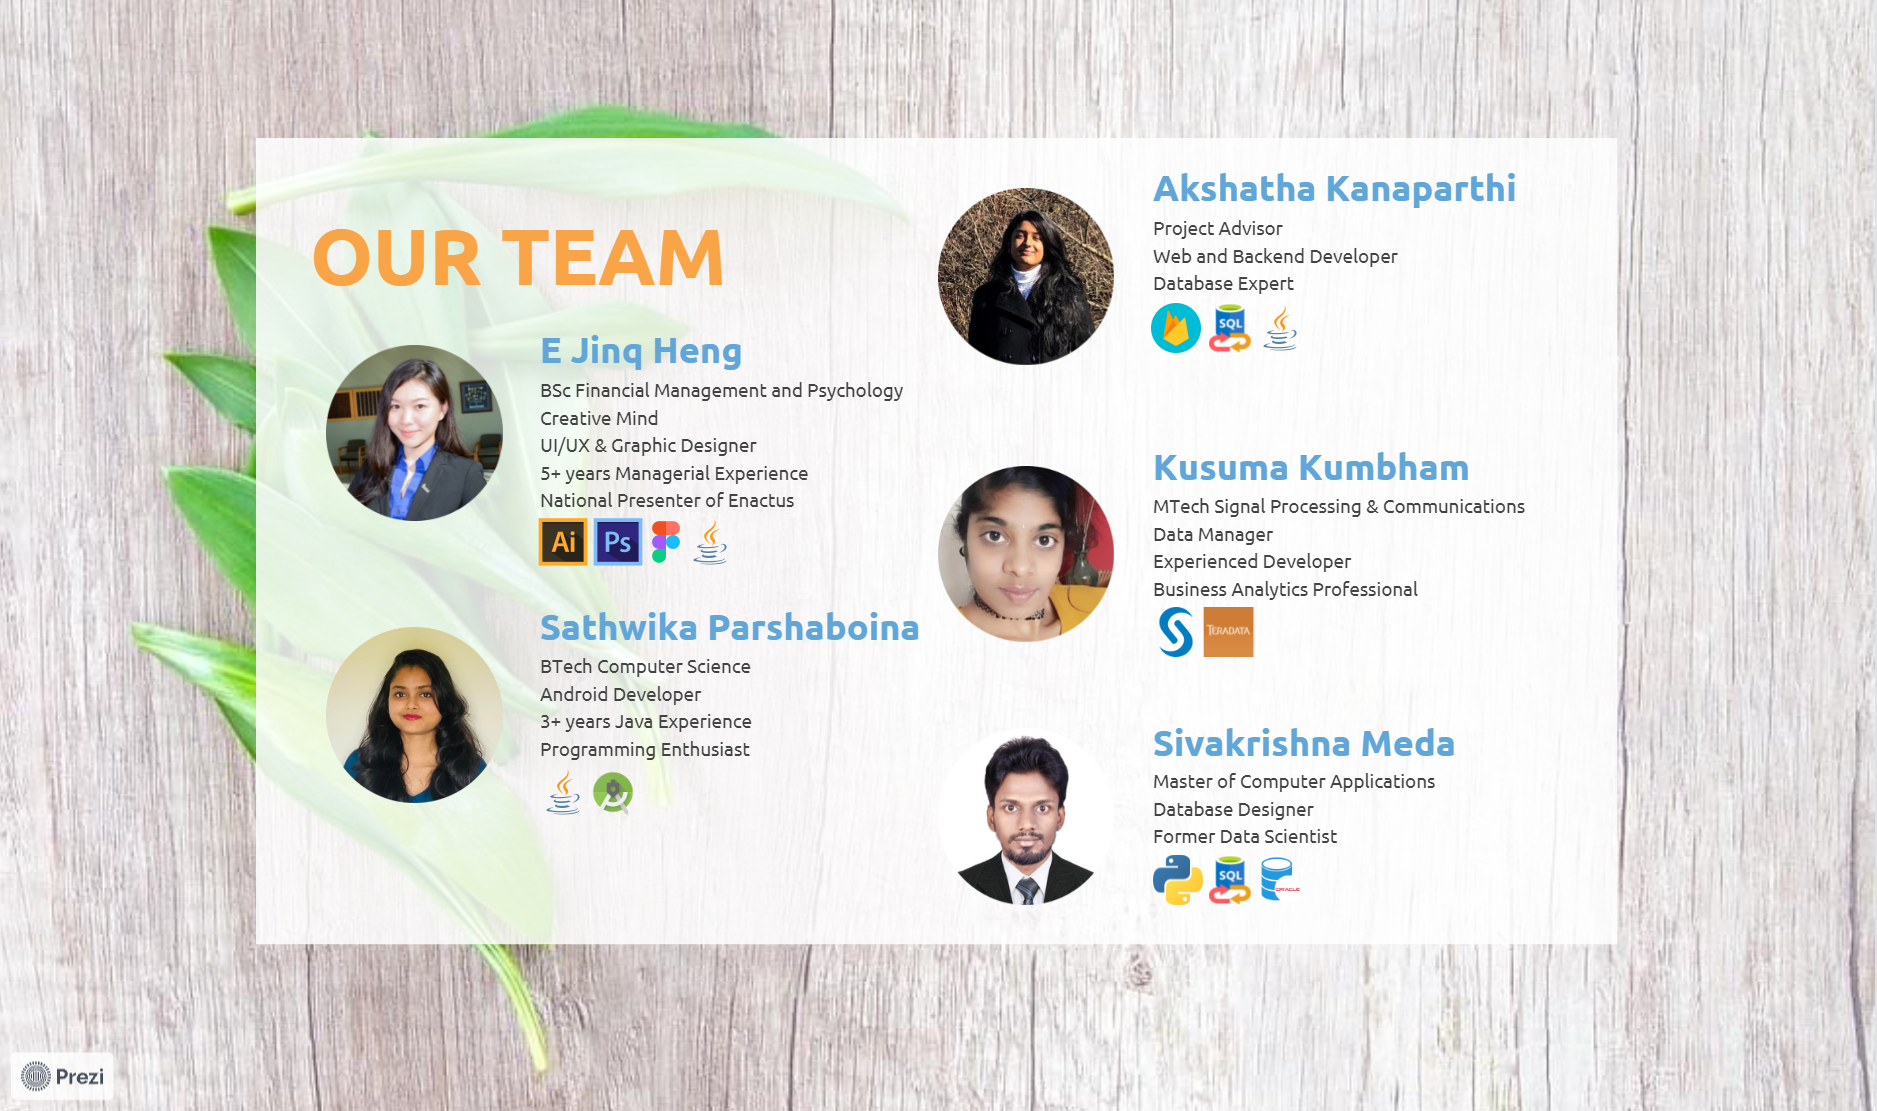 OUR TEAM
E Jinq Heng
BSc Financial Management and Psychology
Creative Mind
UI/UX & Graphic Designer
5+ years Managerial Experience
National Presenter of Enactus
Ai Ps
Sathwika Parshaboina
BTech Computer Science
Android Developer
3+ years Java Experience
Programming Enthusiast
Akshatha Kanaparthi
Project Advisor
Web and Backend Developer
Database Expert
SQL
Kusuma Kumbham
MTech Signal Processing & Communications
Data Manager
Experienced Developer
Business Analytics Professional
TERADATA
Sivakrishna Meda
Master of Computer Applications
Database Designer
Former Data Scientist
SQL ORACLE
Prezi